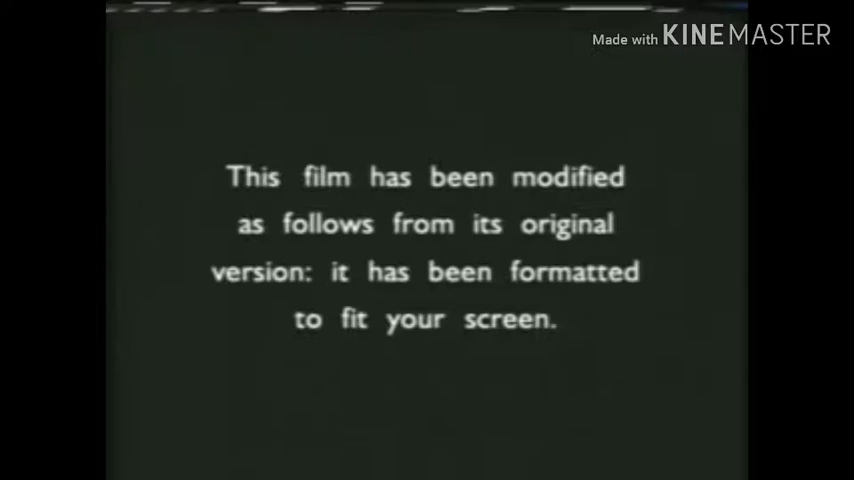 Made with KINEMASTER
This film has been modified
as follows from its original
version: it has been formatted
to fit your screen.